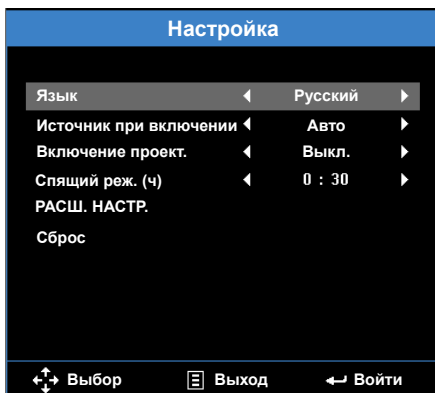 Настройка
Язык Русский
Источник при включении Авто
Включение проект. Выкл.
Спящий реж. (ч) 0 : 30
РАСШ. НАСТР.
Сброс
Выбор Выход Войти